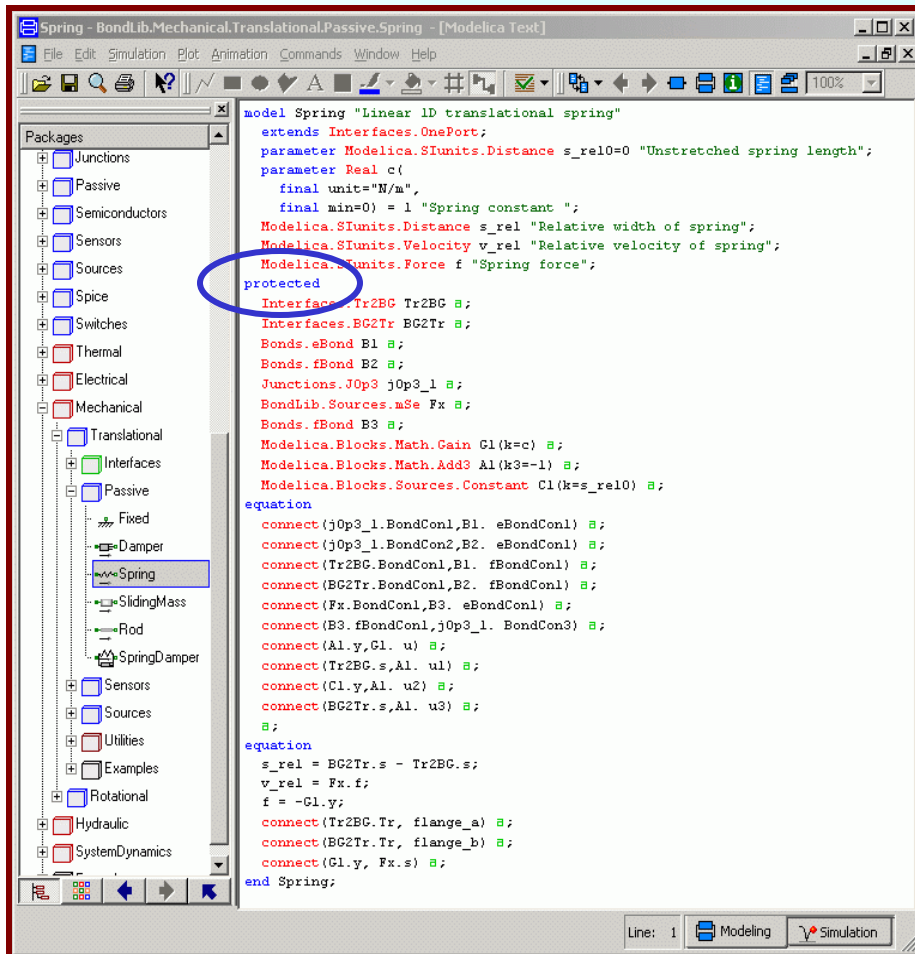 Spring - BondLib.Mechanical.Translational.Passive.Spring - [Modelica Text]
File Edit Simulation Plot Animation Commands Window Help
A 100%
Packages
Junctions
Passive
Semiconductors
Sensors
Sources
Spice
Switches
Thermal
Electrical
Mechanical
Translational
Interfaces
Passive
Fixed
Damper
Spring
SlidingMass
Rod
SpringDamper
Sensors
Sources
Utilities
Examples
Rotational
Hydraulic
SystemDynamics
model Spring "Linear 1D translational spring"
extends Interfaces.OnePort;
parameter Modelica.SIunits.Distance s_rel0=0 "Unstretched spring length";
parameter Real c(
final unit="N/m",
final min=0) = 1 "Spring constant ";
Modelica.SIunits.Distance s_rel "Relative width of spring";
Modelica.SIunits.Velocity v_rel "Relative velocity of spring";
Modelica.SIunits.Force f "Spring force";
protected
Interfaces.Tr2BG Tr2BG a;
Interfaces.BG2Tr BG2Tr a;
Bonds.eBond B1 a;
Bonds.fBond B2 a;
Junctions.J0p3 j0p3_1 a;
BondLib.Sources.mSe Fx a;
Bonds.fBond B3 a;
Modelica.Blocks.Math.Gain G1(k=c) a;
Modelica.Blocks.Math.Add3 A1(k3=-1) a;
Modelica.Blocks.Sources.Constant C1(k=s_rel0) a;
equation
connect(j0p3_1.BondCon1,B1. eBondCon1) a;
connect(j0p3_1.BondCon2,B2. eBondCon1) a;
connect(Tr2BG.BondCon1,B1. fBondCon1) a;
connect(BG2Tr.BondCon1,B2. fBondCon1) a;
connect(Fx.BondCon1,B3. eBondCon1) a;
connect(B3.fBondCon1,j0p3_1. BondCon3) a;
connect(A1.y,G1. u) a;
connect(Tr2BG.s,A1. u1) a;
connect(C1.y,A1. u2) a;
connect(BG2Tr.s,A1. u3) a;
a;
equation
s_rel = BG2Tr.s - Tr2BG.s;
v_rel = Fx.f;
f = -G1.y;
connect(Tr2BG.Tr, flange_a) a;
connect(BG2Tr.Tr, flange_b) a;
connect(G1.y, Fx.s) a;
end Spring;
Line: 1 Modeling Simulation